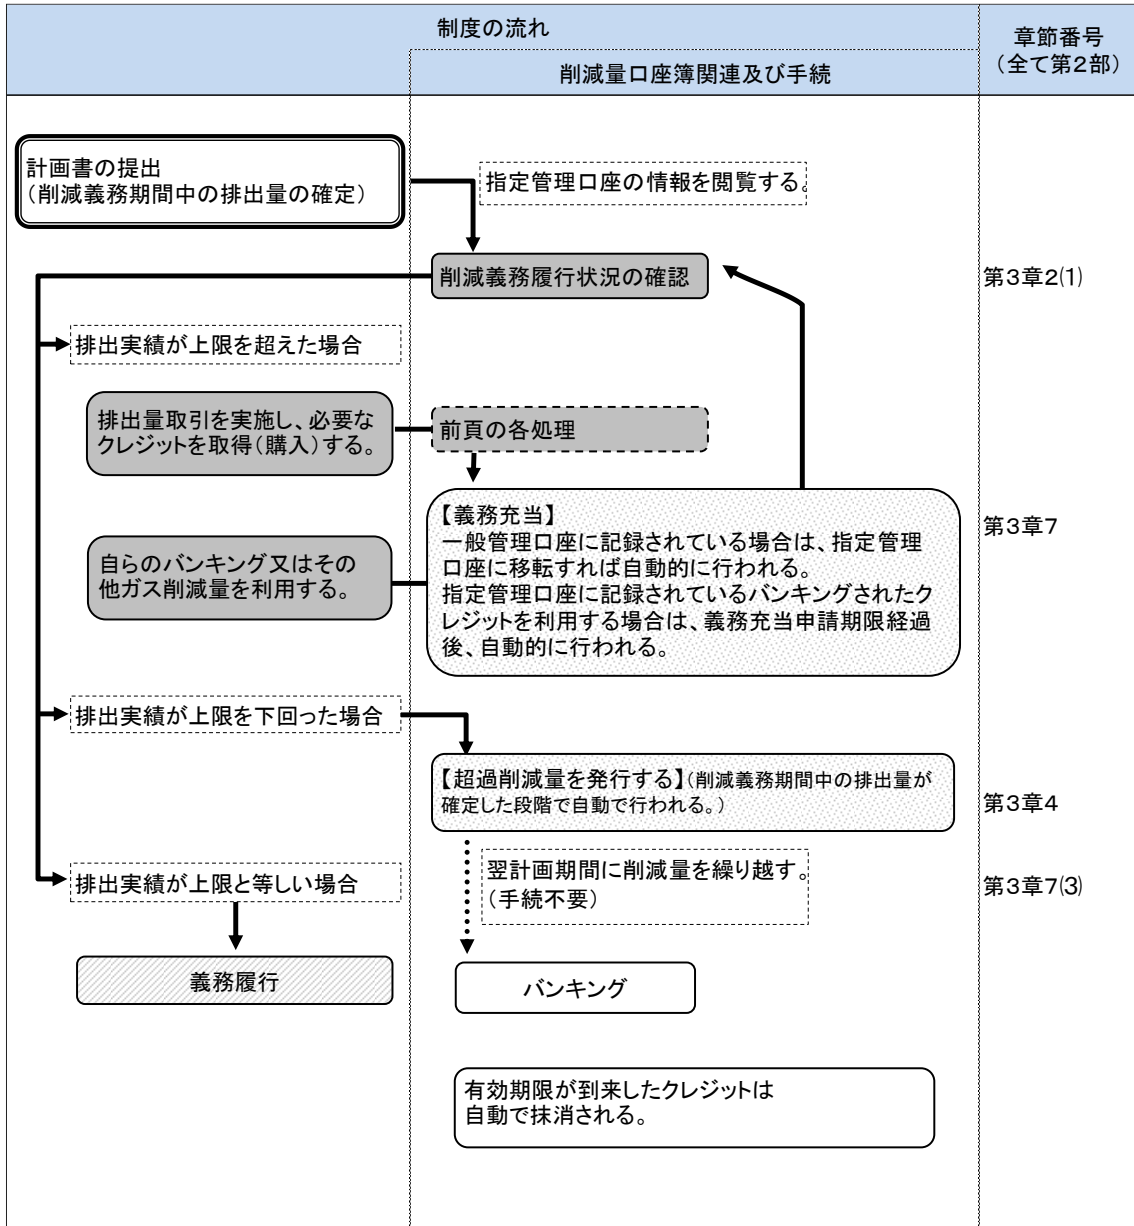 制度の流れ
削減量口座簿関連及び手続
章節番号
（全て第２部）
計画書の提出
（削減義務期間中の排出量の確定）
指定管理口座の情報を閲覧する。
削減義務履行状況の確認
第３章２⑴
排出実績が上限を超えた場合
排出量取引を実施し、必要な
クレジットを取得（購入）する。
前頁の各処理
【義務充当】
一般管理口座に記録されている場合は、指定管理
口座に移転すれば自動的に行われる。
指定管理口座に記録されているバンキングされたク
レジットを利用する場合は、義務充当申請期限経過
後、自動的に行われる。
第３章７
自らのバンキング又はその
他ガス削減量を利用する。
排出実績が上限を下回った場合
【超過削減量を発行する】（削減義務期間中の排出量が
確定した段階で自動で行われる。）
第３章４
翌計画期間に削減量を繰り越す。
（手続不要）
排出実績が上限と等しい場合
第３章７⑶
義務履行
バンキング
有効期限が到来したクレジットは
自動で抹消される。